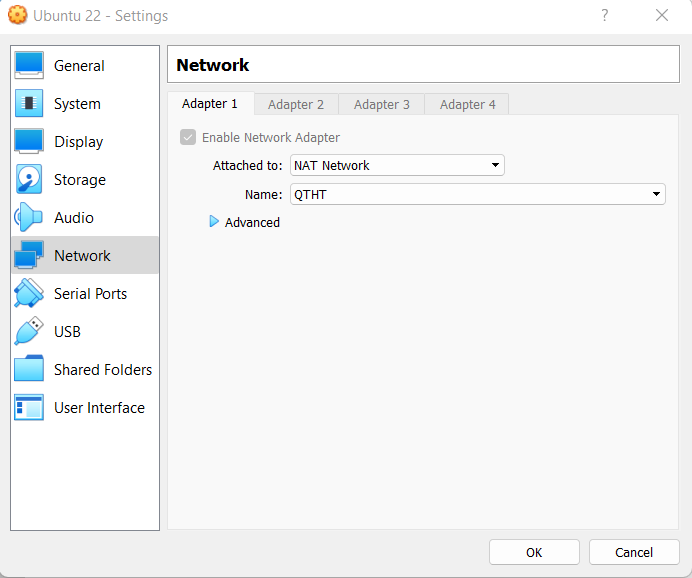 Ubuntu 22 - Settings
?
General
System
Display
Storage
Audio
Network
Serial Ports
USB
Shared Folders
User Interface
Network
Adapter 1 Adapter 2 Adapter 3 Adapter 4
Enable Network Adapter
Attached to: NAT Network
Name: QTHT
Advanced
OK Cancel